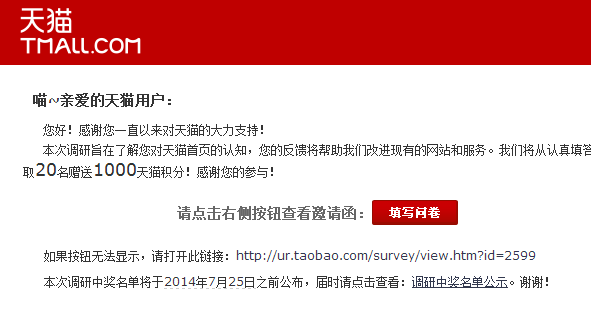 天猫
TMALL.COM
喵~亲爱的天猫用户：
您好！感谢您一直以来对天猫的大力支持！
本次调研旨在了解您对天猫首页的认知，您的反馈将帮助我们改进现有的网站和服务。我们将从认真填答
取20名赠送1000天猫积分！感谢您的参与！
请点击右侧按钮查看邀请函： 填写问卷
如果按钮无法显示，请打开此链接：http://ur.taobao.com/survey/view.htm?id=2599
本次调研中奖名单将于2014年7月25日之前公布，届时请点击查看：调研中奖名单公示。谢谢！